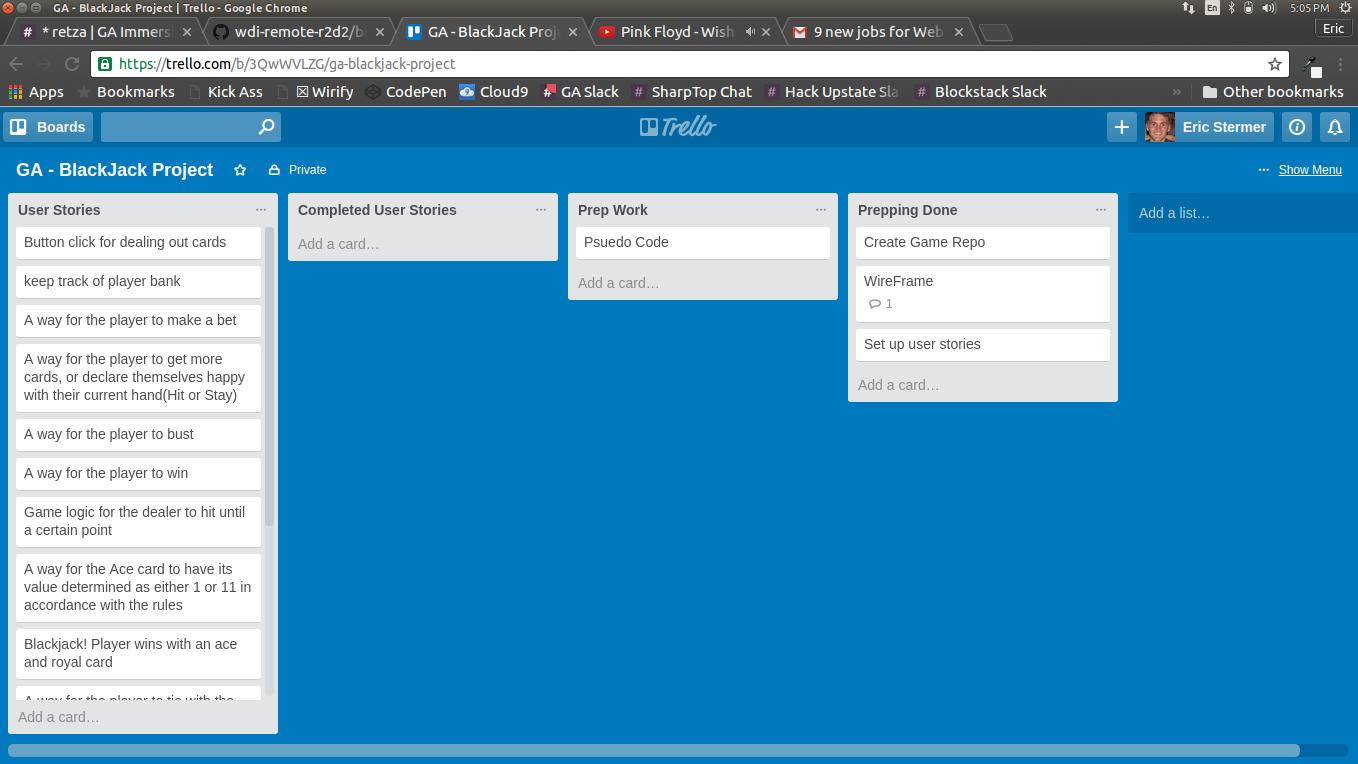 GA - BlackJack Project | Trello - Google Chrome
En
5:05 PM
* retza | GA Immersi
wdi-remote-r2d2/bl
GA - BlackJack Proj
Pink Floyd - Wish
9 new jobs for Web
Eric
https://trello.com/b/3QwWVLZG/ga-blackjack-project
Apps
Bookmarks
Kick Ass
Wirify
CodePen
Cloud9
GA Slack
SharpTop Chat
Hack Upstate Sla
Blockstack Slack
»
Other bookmarks
Boards
Trello
Eric Stermer
GA - BlackJack Project
Private
Show Menu
User Stories
Button click for dealing out cards
keep track of player bank
A way for the player to make a bet
A way for the player to get more
cards, or declare themselves happy
with their current hand(Hit or Stay)
A way for the player to bust
A way for the player to win
Game logic for the dealer to hit until
a certain point
A way for the Ace card to have its
value determined as either 1 or 11 in
accordance with the rules
Blackjack! Player wins with an ace
and royal card
A way for the player to tie with the
Add a card…
Completed User Stories
Add a card…
Prep Work
Psuedo Code
Add a card…
Prepping Done
Create Game Repo
WireFrame
1
Set up user stories
Add a card…
Add a list…